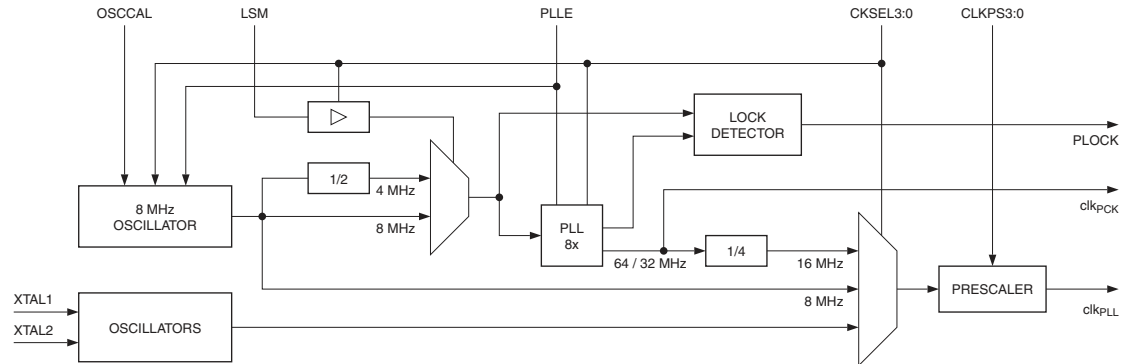 OSCCAL
LSM
PLLE
CKSEL3:0
CLKPS3:0
LOCK
DETECTOR
PLOCK
1/2
4 MHz
8 MHz
OSCILLATOR
8 MHz
PLL
8x
clkPCK
64 / 32 MHz
1/4
16 MHz
8 MHz
PRESCALER
clkPLL
XTAL1
XTAL2
OSCILLATORS